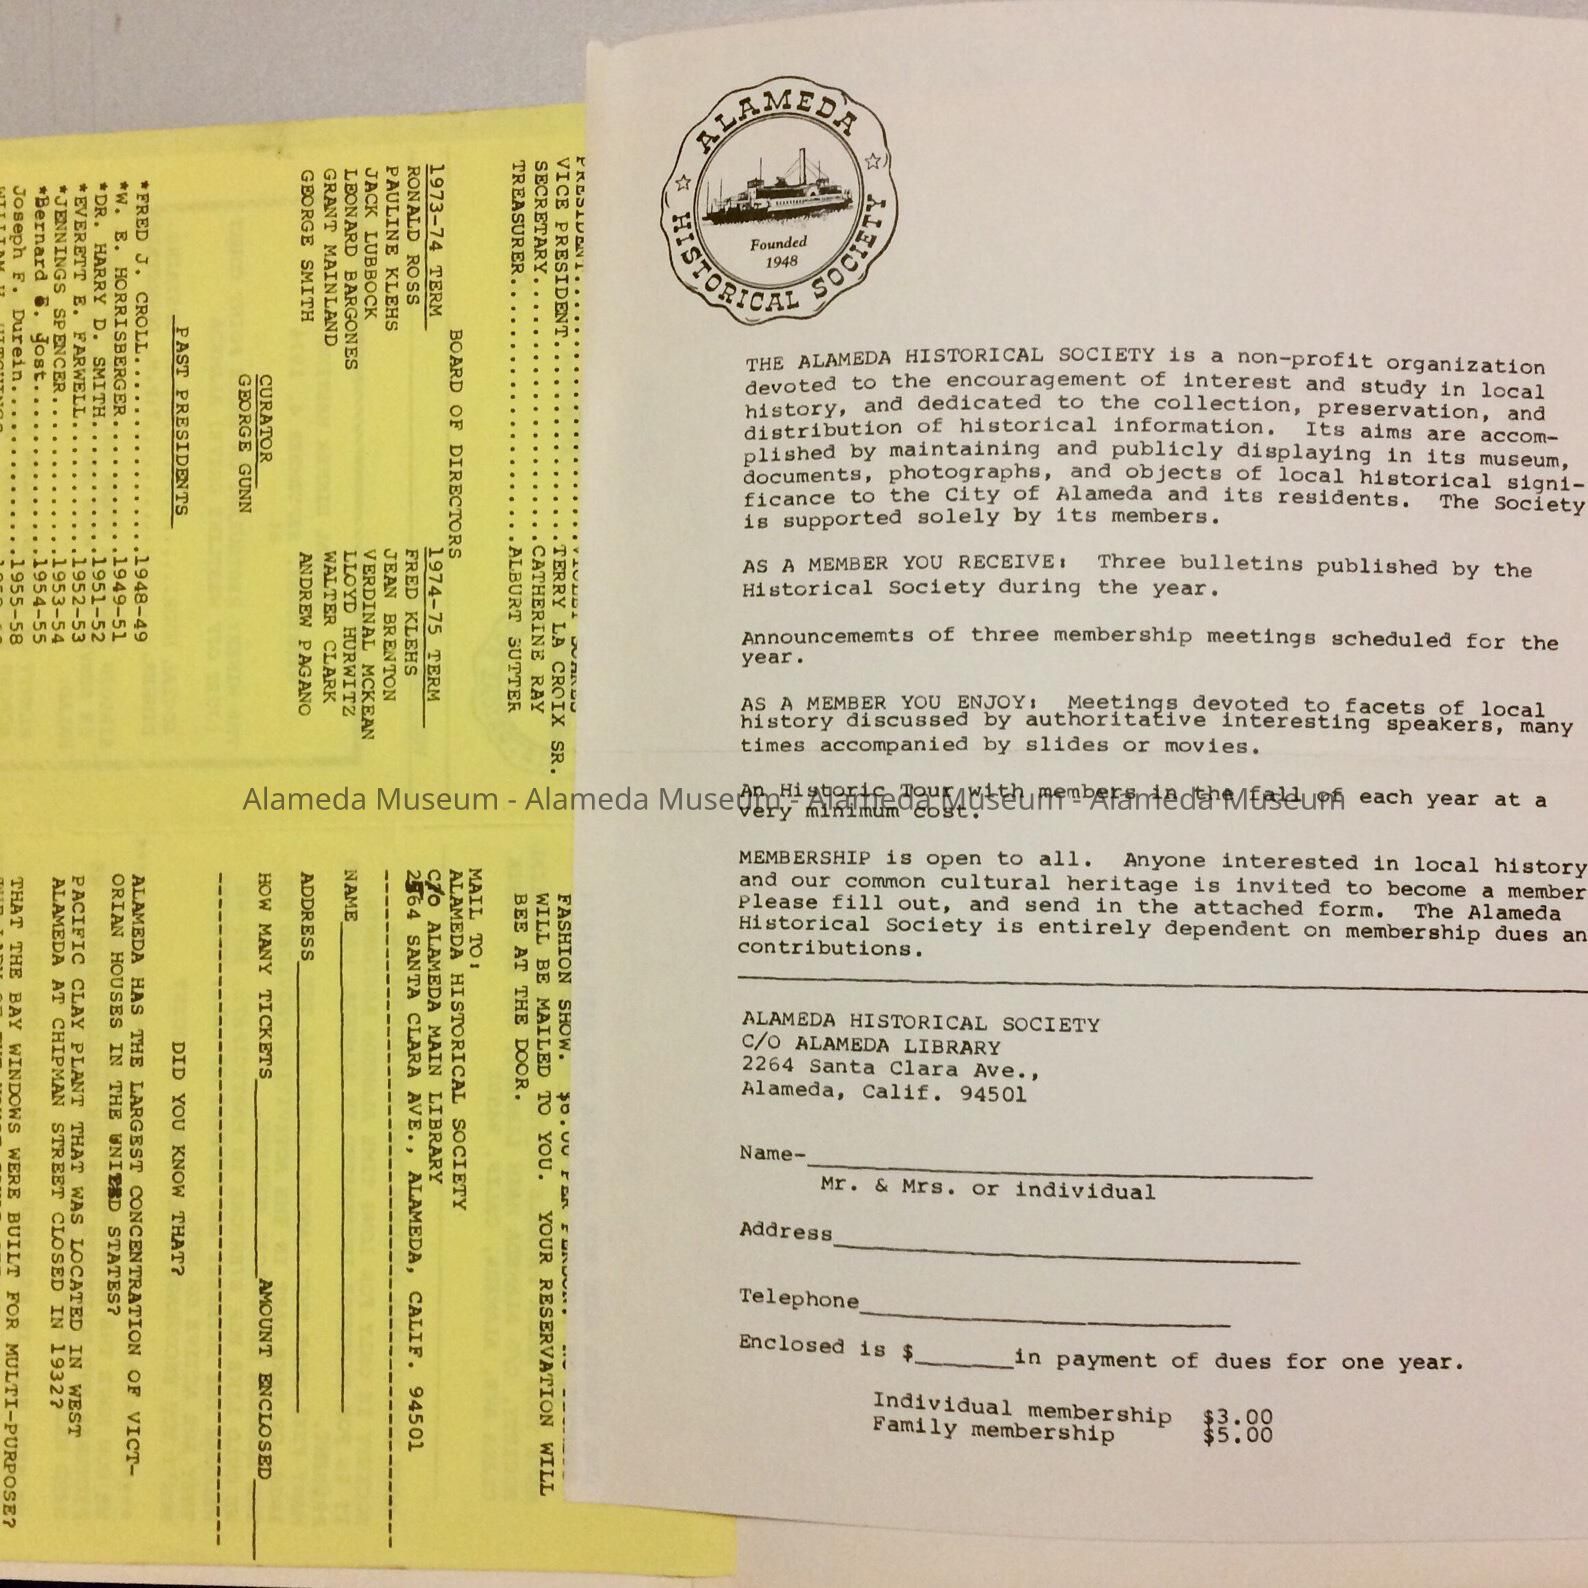 ALAMEDA
HISTORICAL SOCIETY
Founded
1948
THE ALAMEDA HISTORICAL SOCIETY is a non-profit organization
devoted to the encouragement of interest and study in local
history, and dedicated to the collection, preservation, and
distribution of historical information. Its aims are accom-
plished by maintaining and publicly displaying in its museum,
documents, photographs, and objects of local historical signi-
ficance to the City of Alameda and its residents. The Society
is supported solely by its members.
AS A MEMBER YOU RECEIVE: Three bulletins published by the
Historical Society during the year.
Announcememts of three membership meetings scheduled for the
year.
AS A MEMBER YOU ENJOY: Meetings devoted to facets of local
history discussed by authoritative interesting speakers, many
times accompanied by slides or movies.
An Historic Tour with members in the fall of each year at a
very minimum cost.
MEMBERSHIP is open to all. Anyone interested in local history
and our common cultural heritage is invited to become a member
Please fill out, and send in the attached form. The Alameda
Historical Society is entirely dependent on membership dues an
contributions.
ALAMEDA HISTORICAL SOCIETY
C/O ALAMEDA LIBRARY
2264 Santa Clara Ave.,
Alameda, Calif. 94501
Name-
Mr. & Mrs. or individual
Address
Telephone
Enclosed is $______in payment of dues for one year.
Individual membership $3.00
Family membership $5.00
VICE PRESIDENT..............TERRY LA CROIX SR.
SECRETARY................CATHERINE RAY
TREASURER................ALBURT SUTTER
BOARD OF DIRECTORS
1973-74 TERM 1974-75 TERM
RONALD ROSS FRED KLEHS
PAULINE KLEHS JEAN BRENTON
JACK LUBBOCK VERDINAL MCKEAN
LEONARD BARGONES LLOYD HURWITZ
GRANT MAINLAND WALTER CLARK
GEORGE SMITH ANDREW PAGANO
CURATOR
GEORGE GUNN
PAST PRESIDENTS
*FRED J. CROLL.............1948-49
*W. E. HORRISBERGER.........1949-51
*DR. HARRY D. SMITH.........1951-52
*EVERETT E. FARWELL.........1952-53
*JENNINGS SPENCER...........1953-54
*Bernard E. Jost............1954-55
Joseph F. Durein............1955-58
FASHION SHOW.
WILL BE MAILED TO YOU. YOUR RESERVATION WILL
BEE AT THE DOOR.
MAIL TO:
ALAMEDA HISTORICAL SOCIETY
C/O ALAMEDA MAIN LIBRARY
2264 SANTA CLARA AVE., ALAMEDA, CALIF. 94501
NAME
ADDRESS
HOW MANY TICKETS AMOUNT ENCLOSED
DID YOU KNOW THAT?
ALAMEDA HAS THE LARGEST CONCENTRATION OF VICT-
ORIAN HOUSES IN THE UNIED STATES?
PACIFIC CLAY PLANT THAT WAS LOCATED IN WEST
ALAMEDA AT CHIPMAN STREET CLOSED IN 1932?
THAT THE BAY WINDOWS WERE BUILT FOR MULTI-PURPOSE?
Alameda Museum - Alameda Museum - Alameda Museum - Alameda Museum